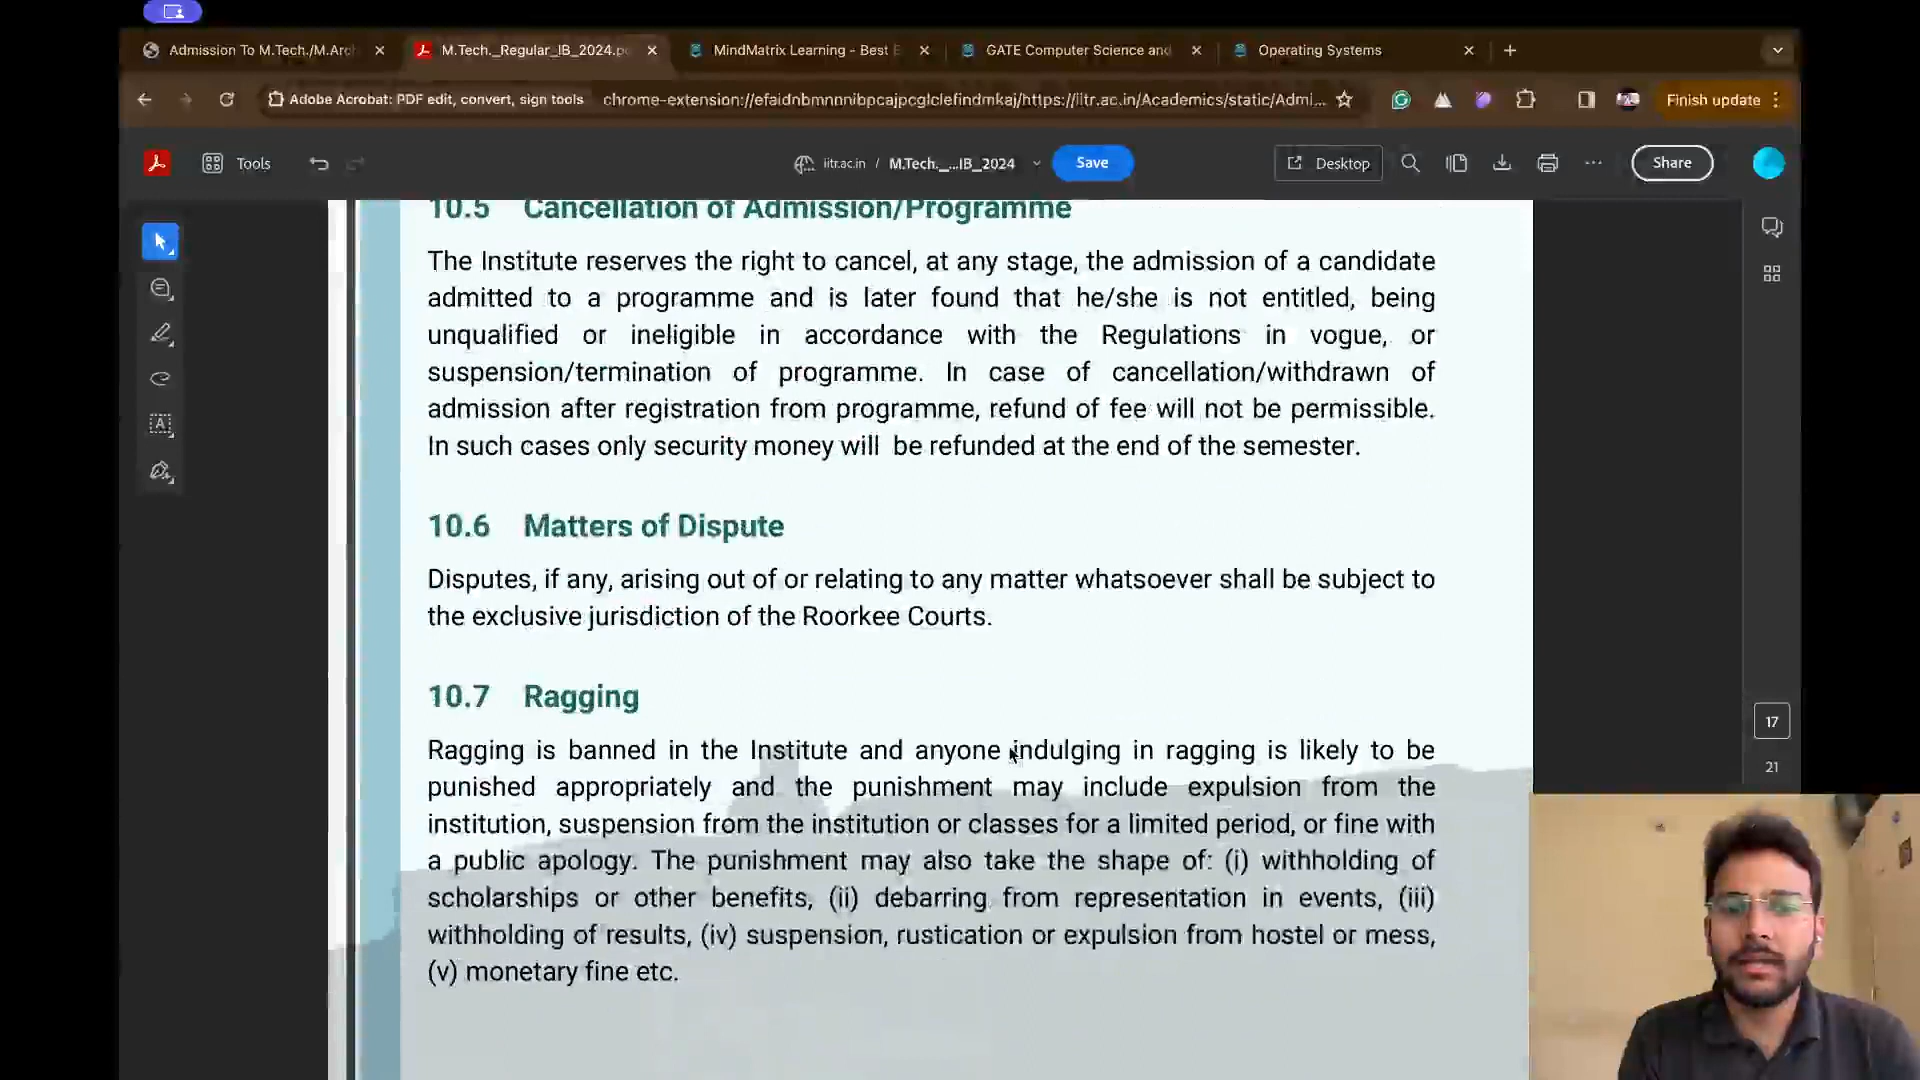 Admission To M.Tech./M.Arc
M.Tech._Regular_IB_2024.p
MindMatrix Learning - Best
GATE Computer Science and
Operating Systems
Adobe Acrobat: PDF edit, convert, sign tools
chrome-extension://efaidnbmnnnibpcajpcglclefindmkaj/https://iitr.ac.in/Academics/static/Admi...
Finish update
Tools
iitr.ac.in / M.Tech._...IB_2024
Save
Desktop
Share
10.5 Cancellation of Admission/Programme
The Institute reserves the right to cancel, at any stage, the admission of a candidate
admitted to a programme and is later found that he/she is not entitled, being
unqualified or ineligible in accordance with the Regulations in vogue, or
suspension/termination of programme. In case of cancellation/withdrawn of
admission after registration from programme, refund of fee will not be permissible.
In such cases only security money will be refunded at the end of the semester.
10.6 Matters of Dispute
Disputes, if any, arising out of or relating to any matter whatsoever shall be subject to
the exclusive jurisdiction of the Roorkee Courts.
10.7 Ragging
Ragging is banned in the Institute and anyone indulging in ragging is likely to be
punished appropriately and the punishment may include expulsion from the
institution, suspension from the institution or classes for a limited period, or fine with
a public apology. The punishment may also take the shape of: (i) withholding of
scholarships or other benefits, (ii) debarring from representation in events, (iii)
withholding of results, (iv) suspension, rustication or expulsion from hostel or mess,
(v) monetary fine etc.
17
21